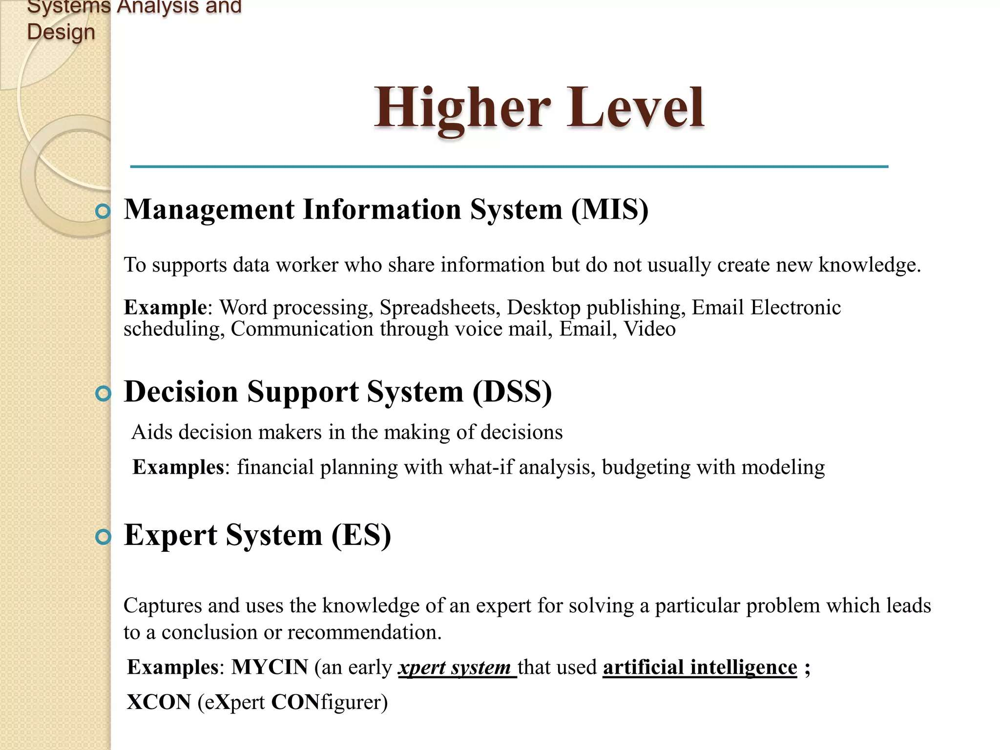 Systems Analysis and
Design
Higher Level
Management Information System (MIS)
To supports data worker who share information but do not usually create new knowledge.
Example: Word processing, Spreadsheets, Desktop publishing, Email Electronic
scheduling, Communication through voice mail, Email, Video
Decision Support System (DSS)
Aids decision makers in the making of decisions
Examples: financial planning with what-if analysis, budgeting with modeling
Expert System (ES)
Captures and uses the knowledge of an expert for solving a particular problem which leads
to a conclusion or recommendation.
Examples: MYCIN (an early xpert system that used artificial intelligence ;
XCON (eXpert CONfigurer)